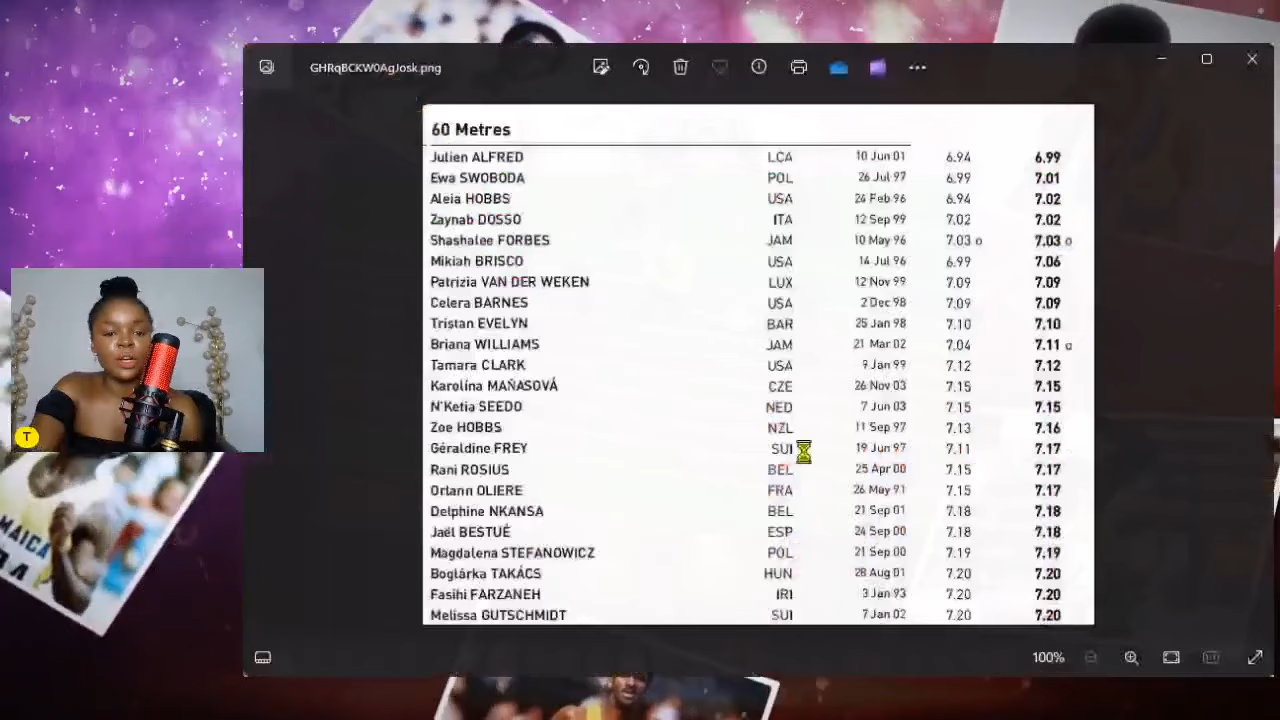 GHRqBCKW0AgJosk.png
60 Metres
Julien ALFRED LCA 10 Jun 01 6.94 6.99
Ewa SWOBODA POL 26 Jul 97 6.99 7.01
Aleia HOBBS USA 24 Feb 96 6.94 7.02
Zaynab DOSSO ITA 12 Sep 99 7.02 7.02
Shashalee FORBES JAM 10 May 96 7.03 o 7.03 o
Mikiah BRISCO USA 14 Jul 96 6.99 7.06
Patrizia VAN DER WEKEN LUX 12 Nov 99 7.09 7.09
Celera BARNES USA 2 Dec 98 7.09 7.09
Tristan EVELYN BAR 25 Jan 98 7.10 7.10
Briana WILLIAMS JAM 21 Mar 02 7.04 7.11 o
Tamara CLARK USA 9 Jan 99 7.12 7.12
Karolína MAŇASOVÁ CZE 26 Nov 03 7.15 7.15
N'Ketia SEEDO NED 7 Jun 03 7.15 7.15
Zoe HOBBS NZL 11 Sep 97 7.13 7.16
Géraldine FREY SUI 19 Jun 97 7.11 7.17
Rani ROSIUS BEL 25 Apr 00 7.15 7.17
Orlann OLIERE FRA 26 May 91 7.15 7.17
Delphine NKANSA BEL 21 Sep 01 7.18 7.18
Jaël BESTUÉ ESP 24 Sep 00 7.18 7.18
Magdalena STEFANOWICZ POL 21 Sep 00 7.19 7.19
Boglárka TAKÁCS HUN 28 Aug 01 7.20 7.20
Fasihi FARZANEH IRI 3 Jan 93 7.20 7.20
Melissa GUTSCHMIDT SUI 7 Jan 02 7.20 7.20
T
MAICA
100%